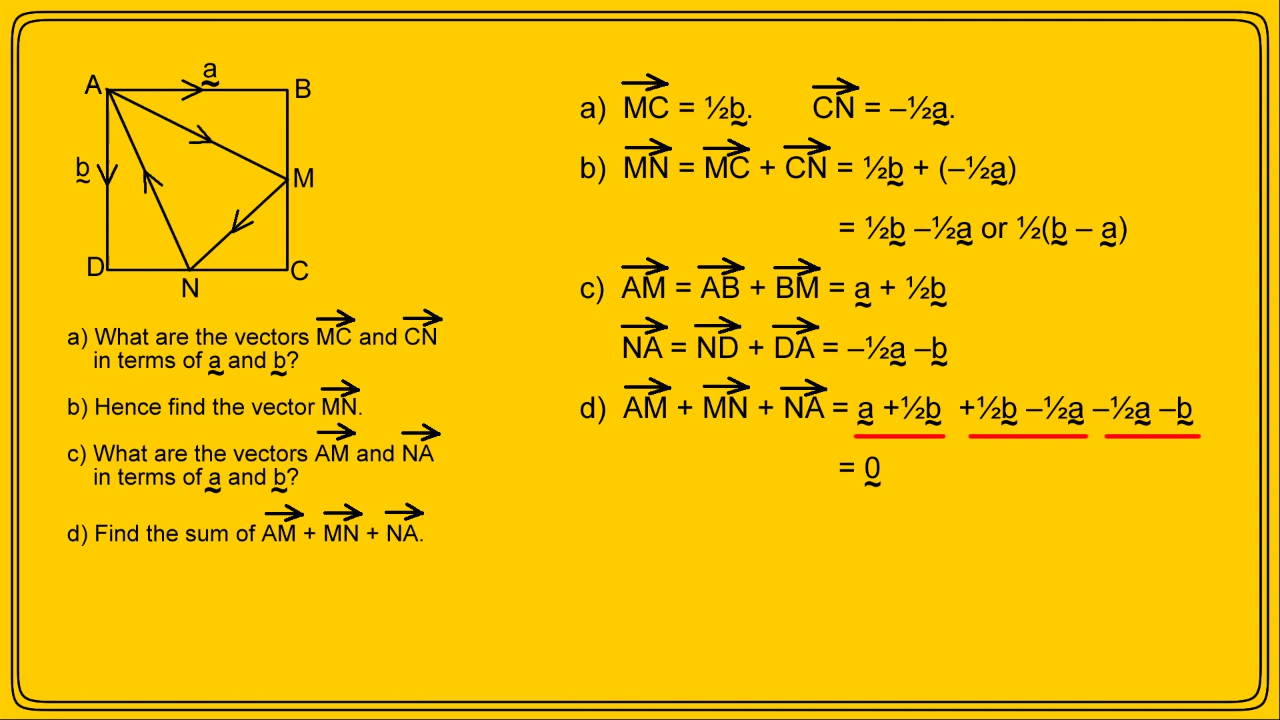 a
A
B
b
M
D
C
N
a) What are the vectors MC and CN
in terms of a and b?
b) Hence find the vector MN.
c) What are the vectors AM and NA
in terms of a and b?
d) Find the sum of AM + MN + NA.
a) MC = ½b. CN = –½a.
b) MN = MC + CN = ½b + (–½a)
= ½b –½a or ½(b – a)
c) AM = AB + BM = a + ½b
NA = ND + DA = –½a –b
d) AM + MN + NA = a +½b +½b –½a –½a –b
= 0